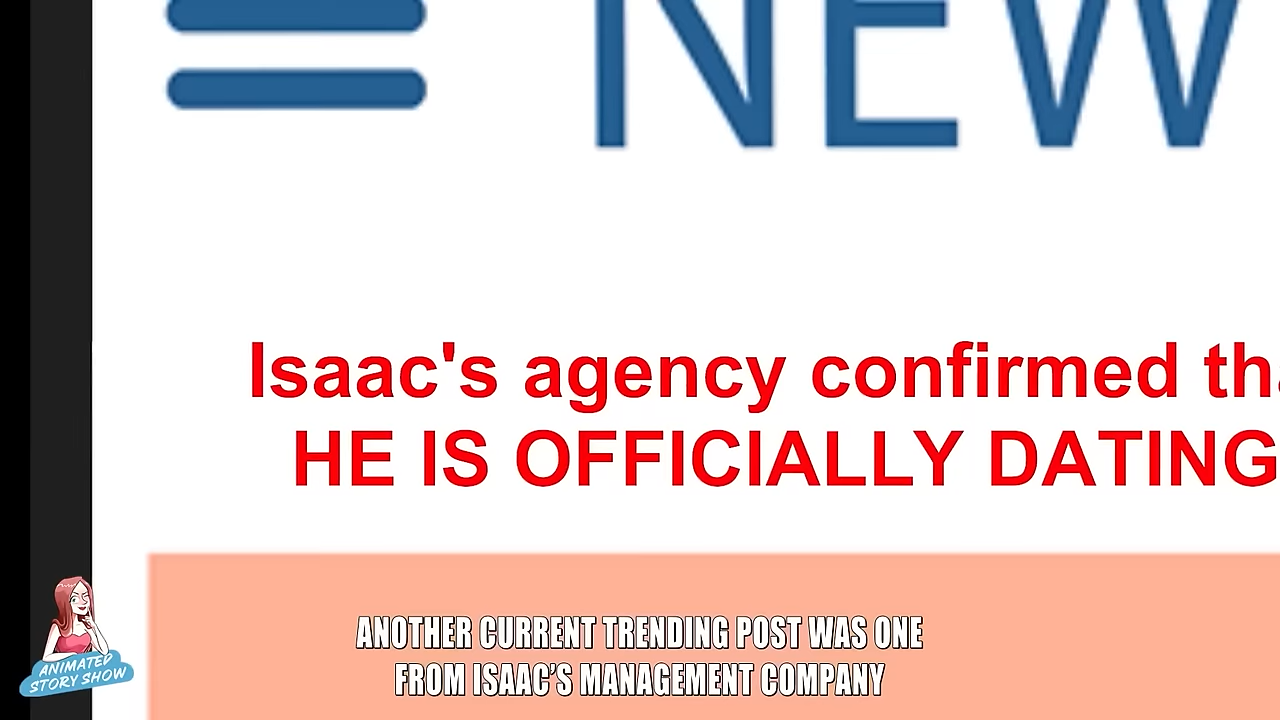 NEW
Isaac's agency confirmed tha
HE IS OFFICIALLY DATING
ANOTHER CURRENT TRENDING POST WAS ONE
FROM ISAAC'S MANAGEMENT COMPANY
ANIMATED
STORY SHOW